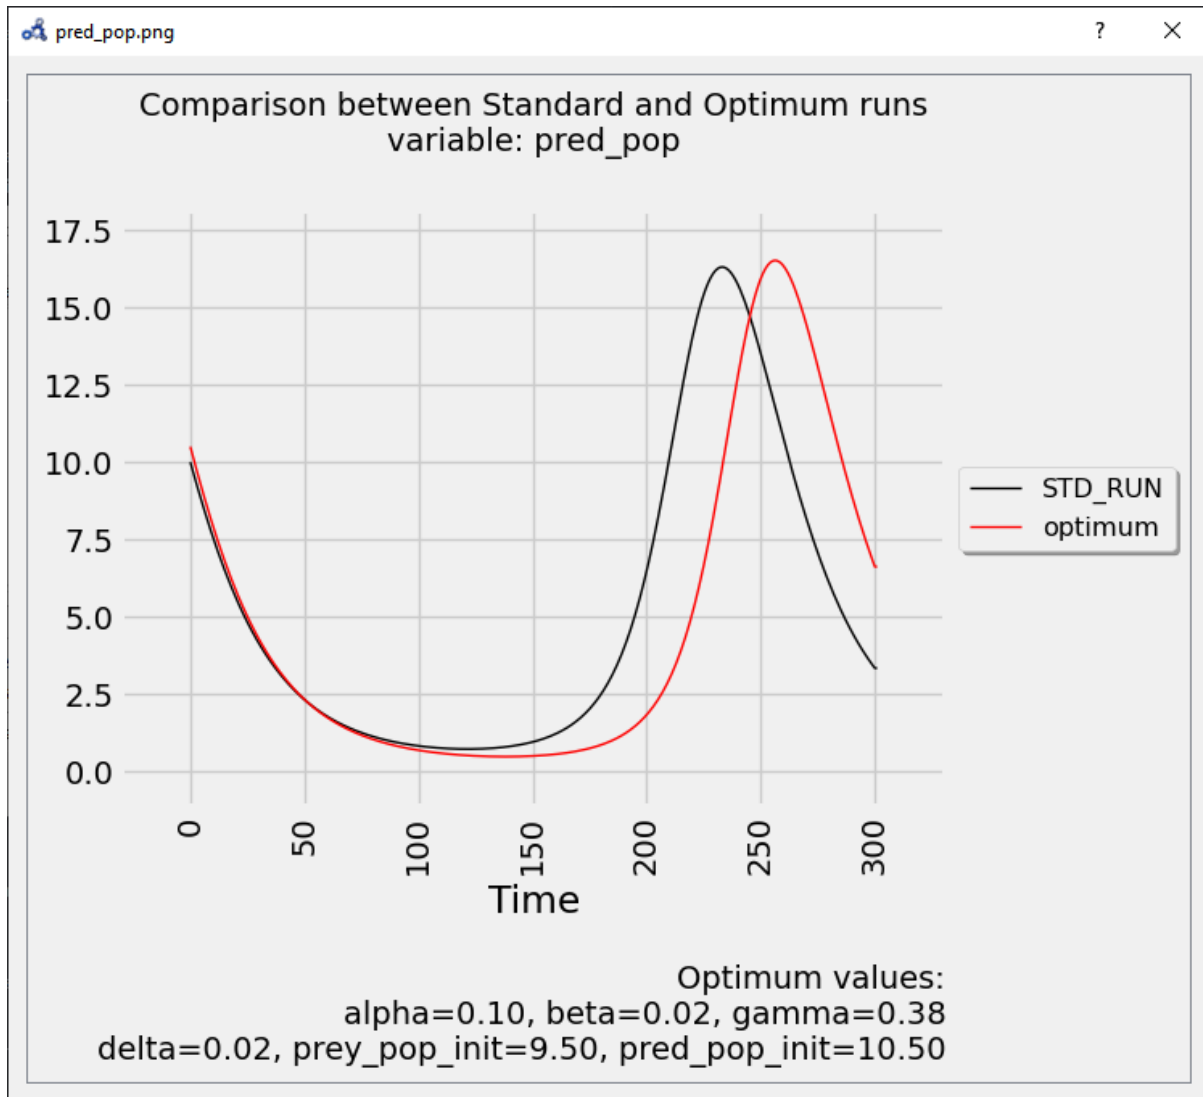 pred_pop.png
?
Comparison between Standard and Optimum runs
variable: pred_pop
17.5
15.0
12.5
10.0
7.5
5.0
2.5
0.0
0
50
100
150
200
250
300
Time
STD_RUN
optimum
Optimum values:
alpha=0.10, beta=0.02, gamma=0.38
delta=0.02, prey_pop_init=9.50, pred_pop_init=10.50